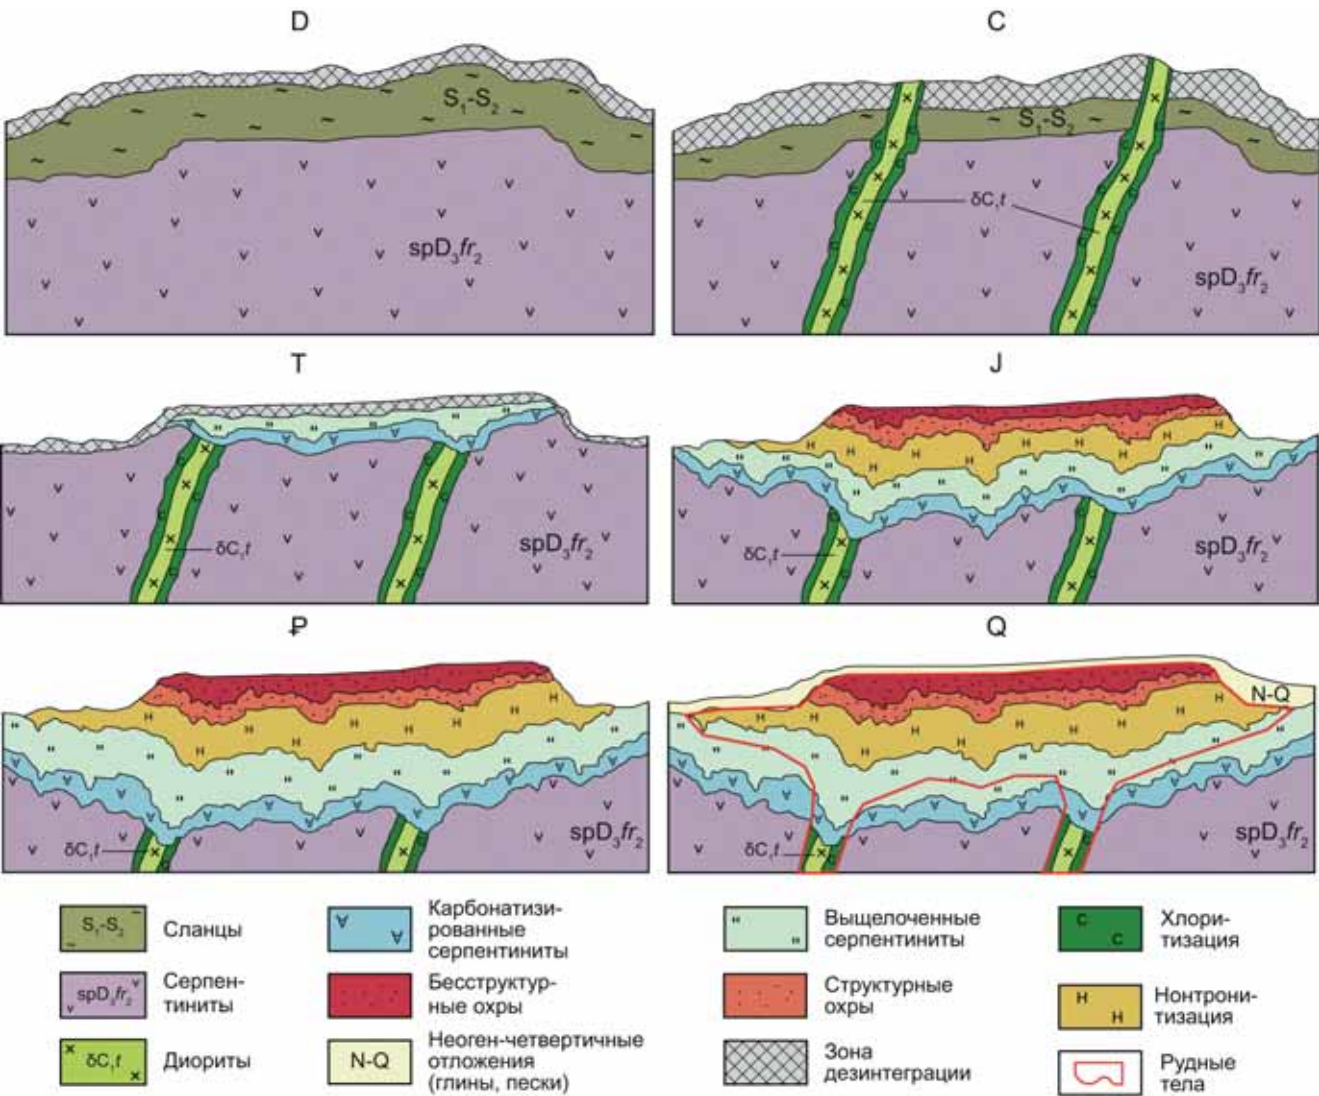 D
C
S₁-S₂
spD₃fr₂
S₁-S₂
δC₁t
spD₃fr₂
T
J
δC₁t
spD₃fr₂
δC₁t
spD₃fr₂
₽
Q
δC₁t
spD₃fr₂
N-Q
δC₁t
spD₃fr₂
S₁-S₂
Сланцы
spD₃fr₂
Серпен-
тиниты
δC₁t
Диориты
Карбонатизи-
рованные
серпентиниты
Бесструктур-
ные охры
N-Q
Неоген-четвертичные
отложения
(глины, пески)
Выщелоченные
серпентиниты
Структурные
охры
Зона
дезинтеграции
C
C
Хлори-
тизация
H
H
Нонтрони-
тизация
Рудные
тела